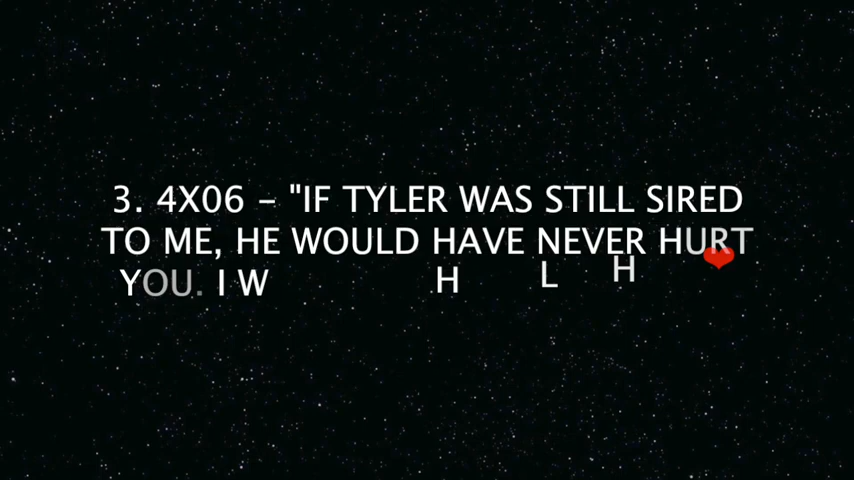 3. 4X06 – "IF TYLER WAS STILL SIRED
TO ME, HE WOULD HAVE NEVER HURT
YOU. I W H L H